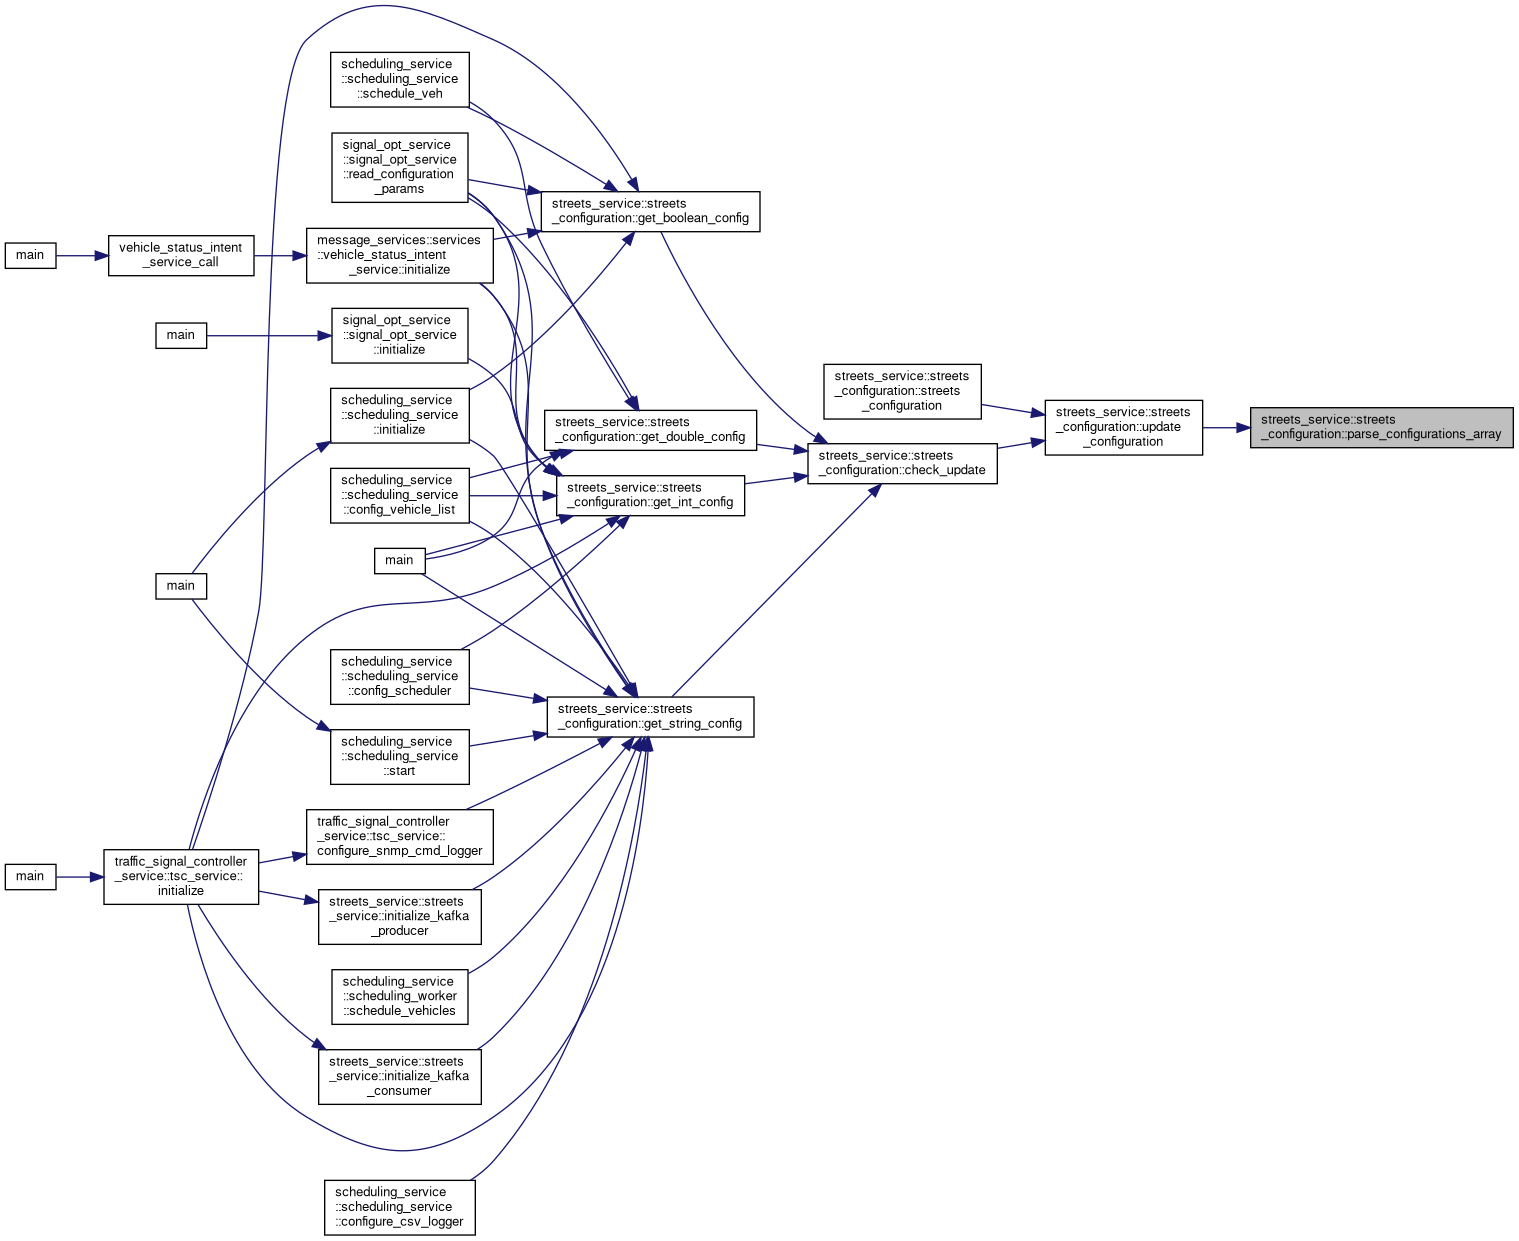 scheduling_service
::scheduling_service
::schedule_veh
signal_opt_service
::signal_opt_service
::read_configuration
_params
streets_service::streets
_configuration::get_boolean_config
main
vehicle_status_intent
_service_call
message_services::services
::vehicle_status_intent
_service::initialize
main
signal_opt_service
::signal_opt_service
::initialize
scheduling_service
::scheduling_service
::initialize
streets_service::streets
_configuration::get_double_config
streets_service::streets
_configuration::streets
_configuration
streets_service::streets
_configuration::update
_configuration
streets_service::streets
_configuration::parse_configurations_array
streets_service::streets
_configuration::check_update
scheduling_service
::scheduling_service
::config_vehicle_list
streets_service::streets
_configuration::get_int_config
main
main
scheduling_service
::scheduling_service
::config_scheduler
streets_service::streets
_configuration::get_string_config
scheduling_service
::scheduling_service
::start
traffic_signal_controller
_service::tsc_service::
configure_snmp_cmd_logger
main
traffic_signal_controller
_service::tsc_service::
initialize
streets_service::streets
_service::initialize_kafka
_producer
scheduling_service
::scheduling_worker
::schedule_vehicles
streets_service::streets
_service::initialize_kafka
_consumer
scheduling_service
::scheduling_service
::configure_csv_logger